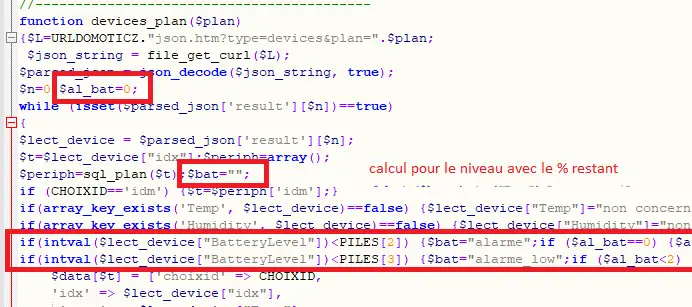 //------------------------------------------
function devices_plan($plan)
{$L=URLDOMOTICZ."json.htm?type=devices&plan=".$plan;
$json_string = file_get_curl($L);
$parsed_json = json_decode($json_string, true);
$n=0;$al_bat=0;
while (isset($parsed_json['result'][$n])==true)
{
$lect_device = $parsed_json['result'][$n];
$t=$lect_device["idx"];$periph=array();
$periph=sql_plan($t);$bat=""; calcul pour le niveau avec le % restant
if (CHOIXID=='idm') {$t=$periph['idm'];}
if(array_key_exists('Temp', $lect_device)==false) {$lect_device["Temp"]="non concern
if(array_key_exists('Humidity', $lect_device)==false) {$lect_device["Humidity"]="non
if(intval($lect_device["BatteryLevel"])<PILES[2]) {$bat="alarme";if ($al_bat==0) {$a
if(intval($lect_device["BatteryLevel"])<PILES[3]) {$bat="alarme_low";if ($al_bat<2)
$data[$t] = ['choixid' => CHOIXID,
'idx' => $lect_device["idx"],